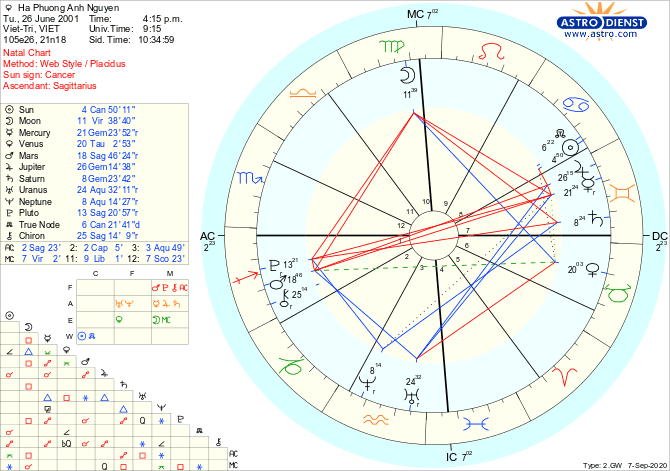 ♀ Ha Phuong Anh Nguyen
Tu., 26 June 2001 Time: 4:15 p.m.
Viet-Tri, VIET Univ.Time: 9:15
105e26, 21n18 Sid. Time: 10:34:59
Natal Chart
Method: Web Style / Placidus
Sun sign: Cancer
Ascendant: Sagittarius
ASTRO DIENST
www.astro.com
☉ Sun 4 Can 50'11"
☽ Moon 11 Vir 38'40"
☿ Mercury 21 Gem 23'52"r
♀ Venus 20 Tau 2'53"
♂ Mars 18 Sag 46'24"r
♃ Jupiter 26 Gem 14'38"
♄ Saturn 8 Gem 23'42"
♅ Uranus 24 Aqu 32'11"r
♆ Neptune 8 Aqu 14'27"r
♇ Pluto 13 Sag 20'57"r
☊ True Node 6 Can 21'41"d
⚷ Chiron 25 Sag 14' 9"r
AC: 2 Sag 23' 2: 2 Cap 5' 3: 3 Aqu 49'
MC: 7 Vir 2' 11: 9 Lib 1' 12: 7 Sco 23'
C F M
F ♂ ♇ ⚷ AC
A ♅ ♆ ☿ ♃ ♄
E ♀ ☽ MC
W ☉ ☊
MC 7 02
11 39
6 22
4 50
26 15
21 24 r
8 24
AC 2 23
DC 2 23
20 03
13 21 r
18 46 r
25 14 r
8 14 r
24 32 r
IC 7 02
1
2
3
4
5
6
7
8
9
10
11
12
AC
MC
Type: 2.GW 7-Sep-2020